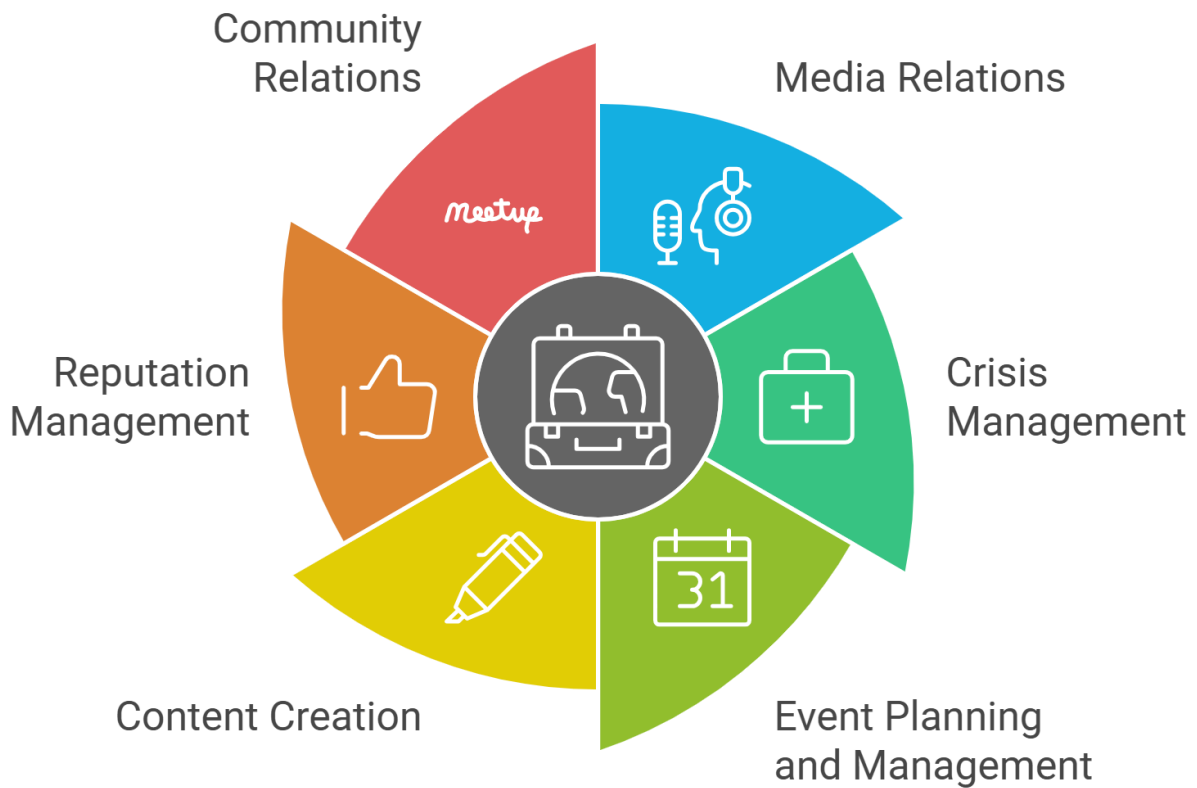 Community
Relations
Media Relations
meetup
Reputation
Management
Crisis
Management
31
Content Creation
Event Planning
and Management